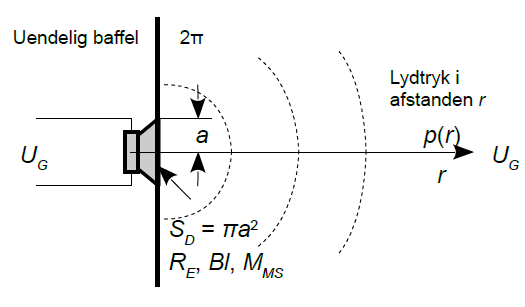 Uendelig baffel
2π
Lydtryk i
afstanden r
a
p(r)
U_G
U_G
r
S_D = πa²
R_E, Bl, M_MS